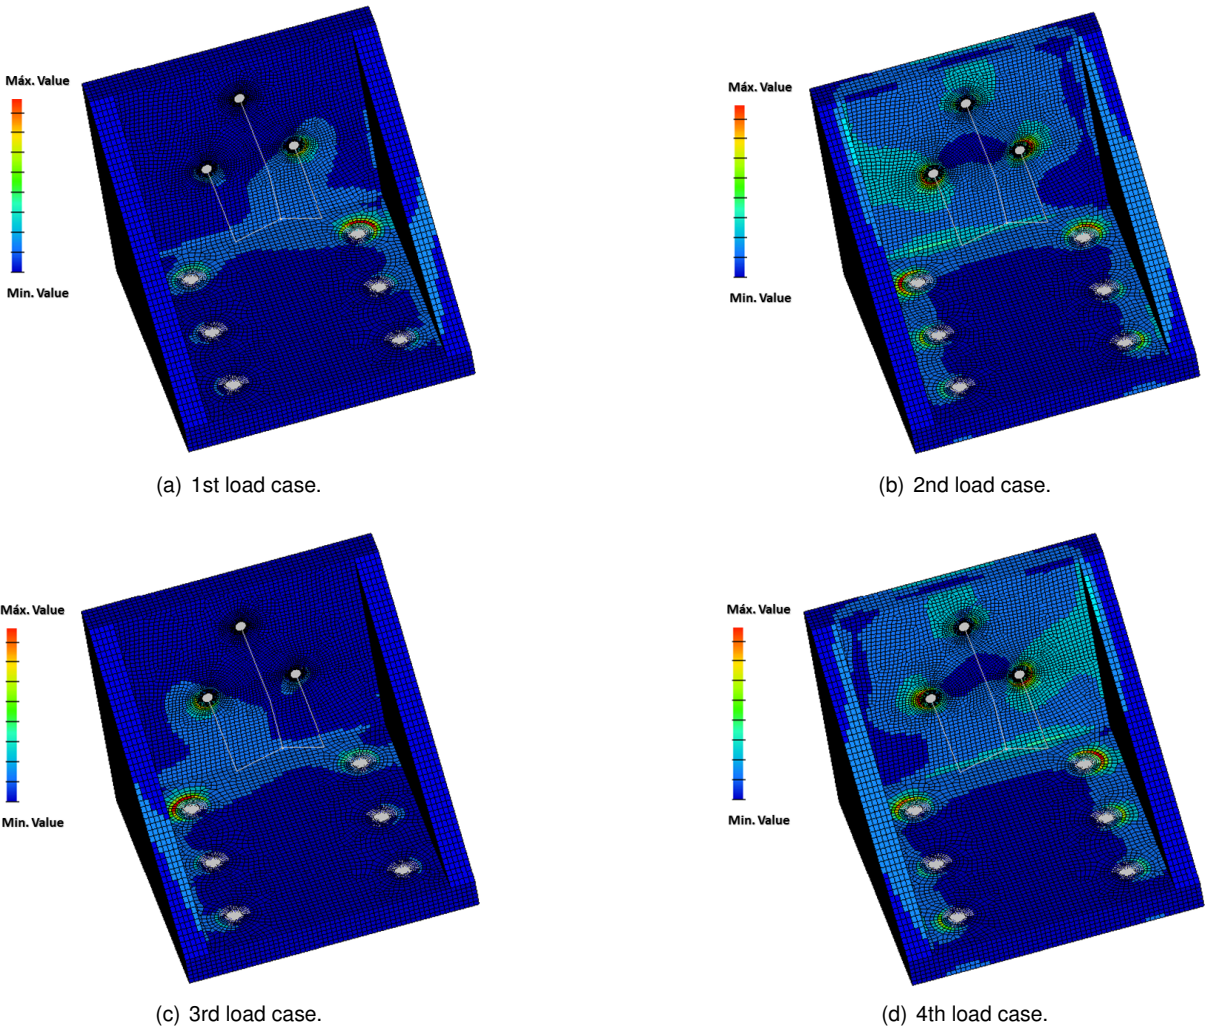 Máx. Value
Min. Value
Máx. Value
Min. Value
(a) 1st load case.
(b) 2nd load case.
Máx. Value
Min. Value
Máx. Value
Min. Value
(c) 3rd load case.
(d) 4th load case.